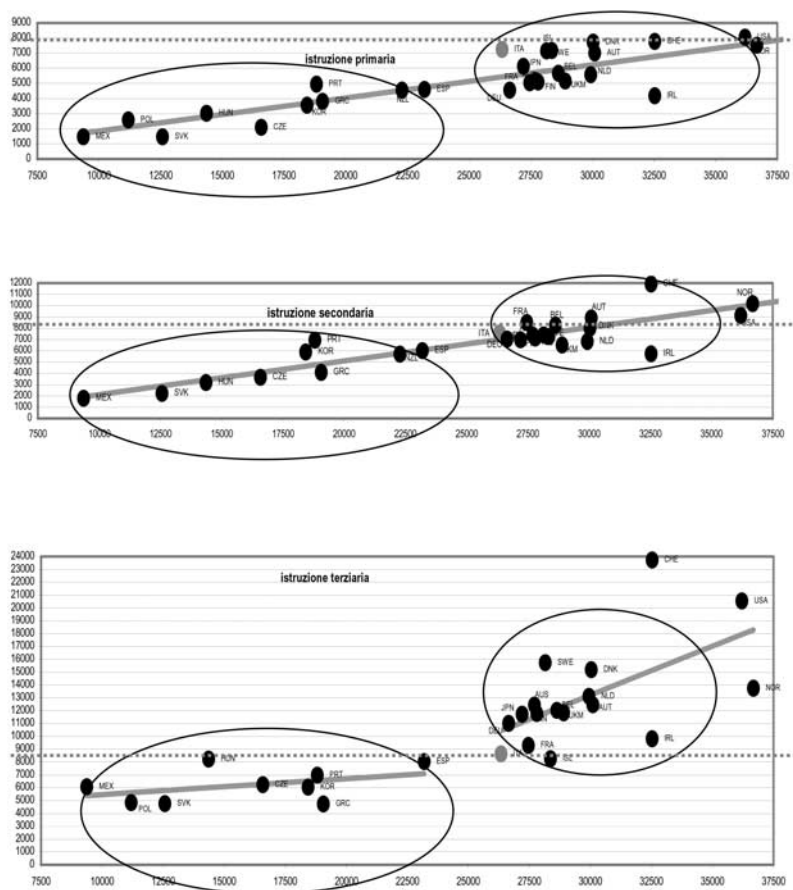 9000
8000
7000
6000
5000
4000
3000
2000
1000
0
istruzione primaria
ISL
USA
ITA
SWE
DNK
AUT
CHE
JPN
BEL
PRT
FRA
FIN
UKM
NLD
ESP
NZL
DEU
IRL
GRC
KOR
HUN
POL
CZE
MEX
SVK
7500 10000 12500 15000 17500 20000 22500 25000 27500 30000 32500 35000 37500
12000
11000
10000
9000
8000
7000
6000
5000
4000
3000
2000
1000
0
istruzione secondaria
CHE
NOR
FRA
BEL
AUT
USA
DNK
ITA
DEU
NLD
PRT
KOR
NZL
ESP
IRL
GRC
CZE
HUN
SVK
MEX
7500 10000 12500 15000 17500 20000 22500 25000 27500 30000 32500 35000 37500
24000
23000
22000
21000
20000
19000
18000
17000
16000
15000
14000
13000
12000
11000
10000
9000
8000
7000
6000
5000
4000
3000
2000
1000
0
istruzione terziaria
CHE
USA
SWE
DNK
NOR
NLD
AUS
AUT
JPN
UKM
DEU
IRL
FRA
HUN
ESP
PRT
MEX
CZE
KOR
POL
SVK
GRC
7500 10000 12500 15000 17500 20000 22500 25000 27500 30000 32500 35000 37500